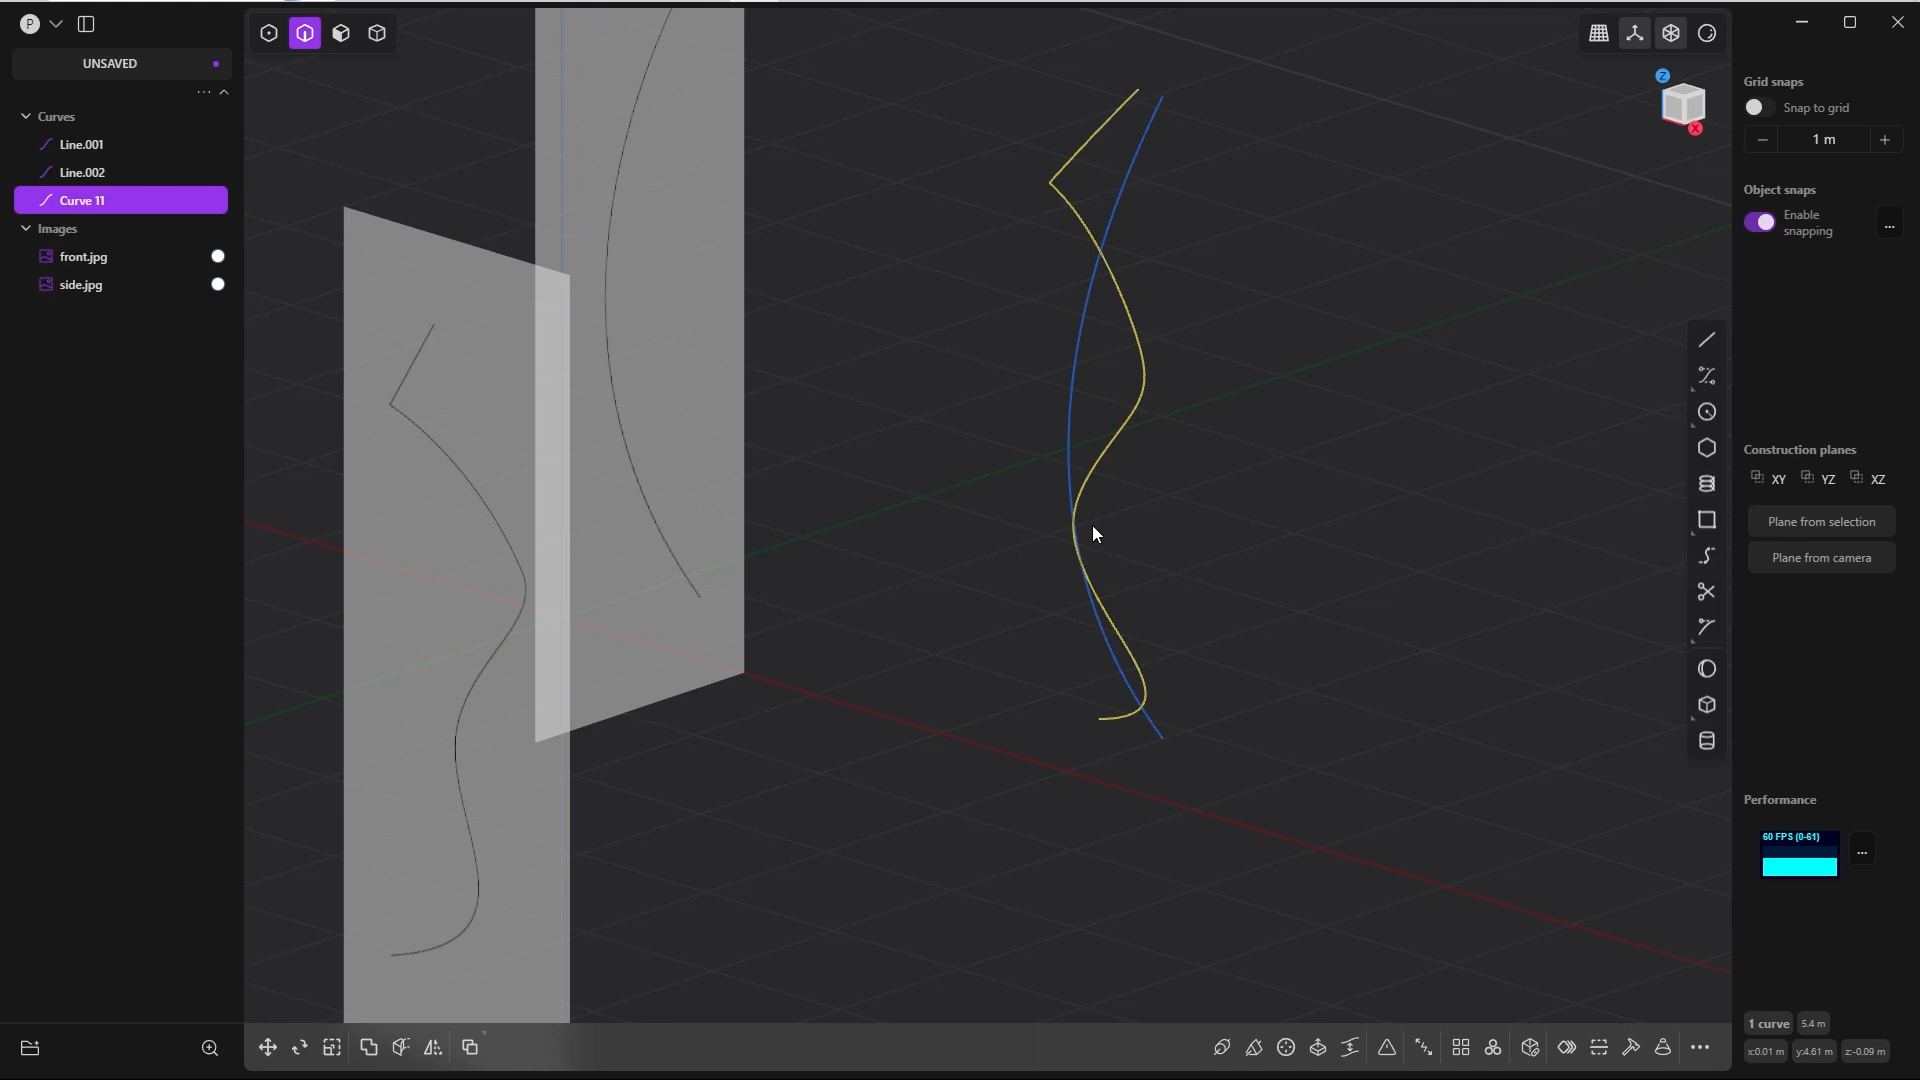 P
UNSAVED
...
Curves
Line.001
Line.002
Curve 11
Images
front.jpg
side.jpg
Z
X
Grid snaps
Snap to grid
1 m
Object snaps
Enable
snapping
...
Construction planes
XY YZ XZ
Plane from selection
Plane from camera
Performance
60 FPS (0-61)
...
1 curve 5.4 m
x:0.01 m y:4.61 m z:-0.09 m